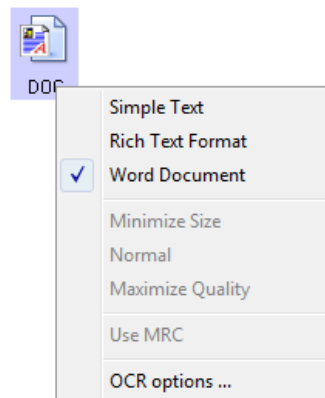 DOC
Simple Text
Rich Text Format
Word Document
Minimize Size
Normal
Maximize Quality
Use MRC
OCR options ...